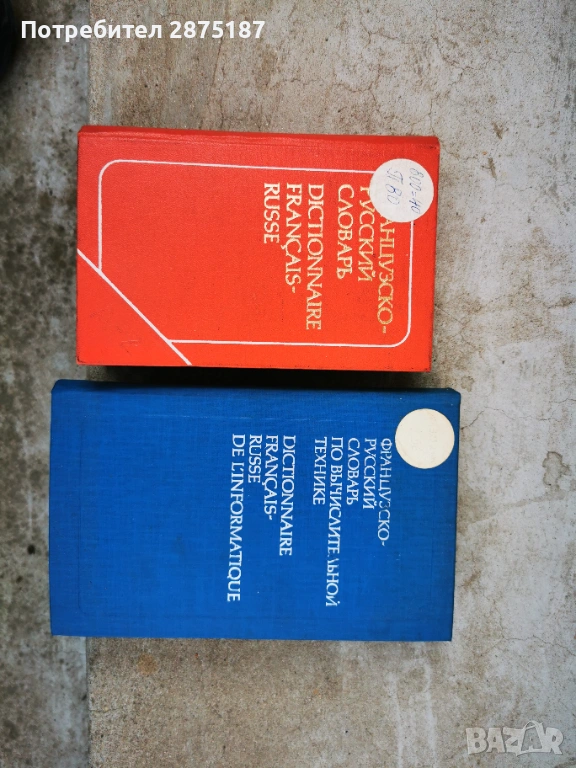 Потребител 2875187
ФРАНЦУЗСКО-
РУССКИЙ
СЛОВАРЬ
DICTIONNAIRE
FRANÇAIS-
RUSSE
ФРАНЦУЗСКО-
РУССКИЙ
СЛОВАРЬ
ПО ВЫЧИСЛИТЕЛЬНОЙ
ТЕХНИКЕ
DICTIONNAIRE
FRANÇAIS-
RUSSE
DE L'INFORMATIQUE
BAZAR